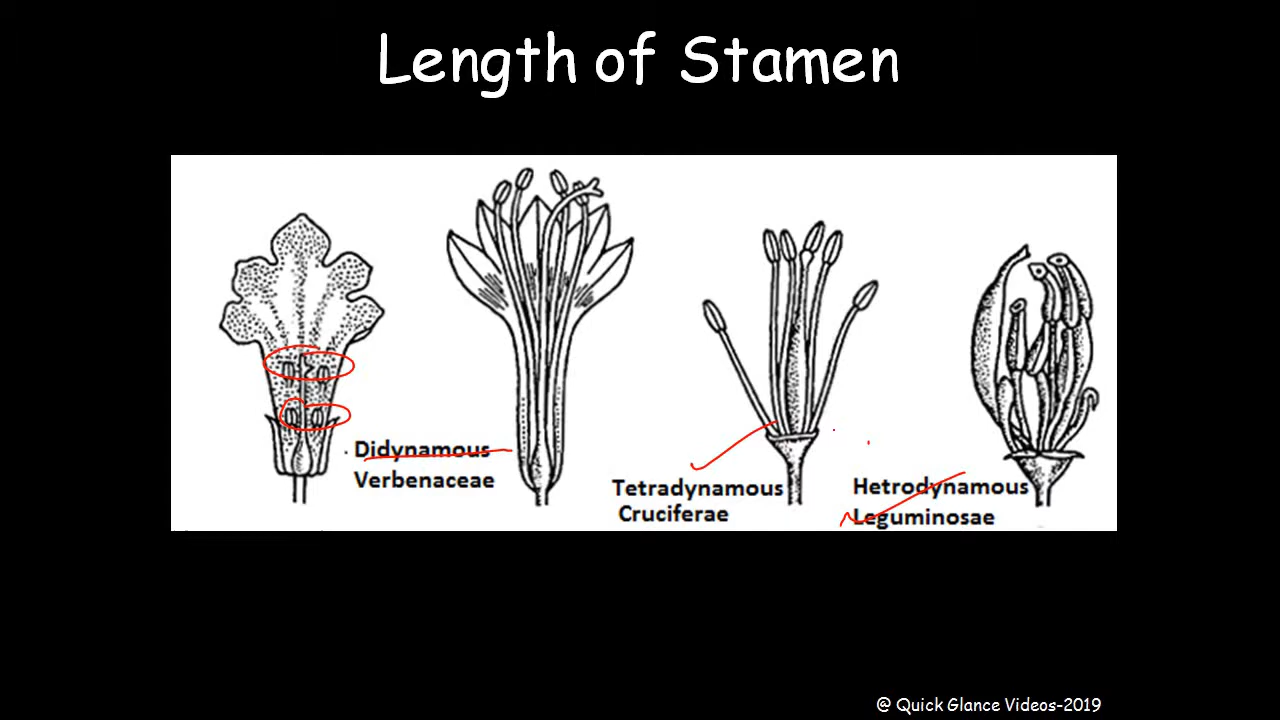 Length of Stamen
Didynamous
Verbenaceae
Tetradynamous
Cruciferae
Hetrodynamous
Leguminosae
@ Quick Glance Videos-2019